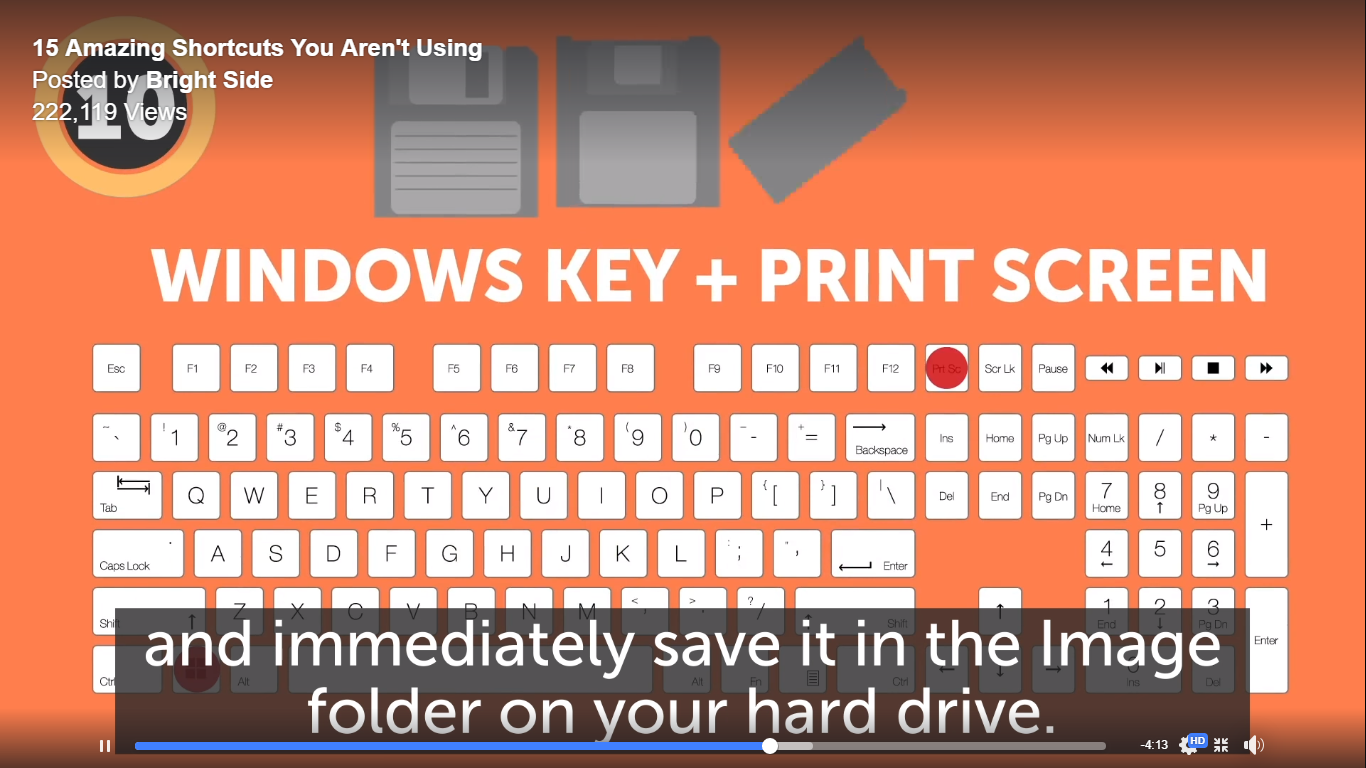 15 Amazing Shortcuts You Aren't Using
Posted by Bright Side
222,119 Views
10
WINDOWS KEY + PRINT SCREEN
Esc F1 F2 F3 F4 F5 F6 F7 F8 F9 F10 F11 F12 Prt Sc Scr Lk Pause
~ ` ! 1 @ 2 # 3 $ 4 % 5 ^ 6 & 7 * 8 ( 9 ) 0 - + = Backspace Ins Home Pg Up Num Lk / * -
Tab Q W E R T Y U I O P { [ } ] | \ Del End Pg Dn 7 Home 8 ↑ 9 Pg Up +
Caps Lock A S D F G H J K L : ; " , ← Enter 4 ← 5 6 →
Shift ↑ Z X C V B N M < , > . ? / Shift ↑ 1 End 2 ↓ 3 Pg Dn Enter
Ctrl Alt Alt En Ctrl ← ↓ → 0 Ins Del
and immediately save it in the Image
folder on your hard drive.
-4:13 HD